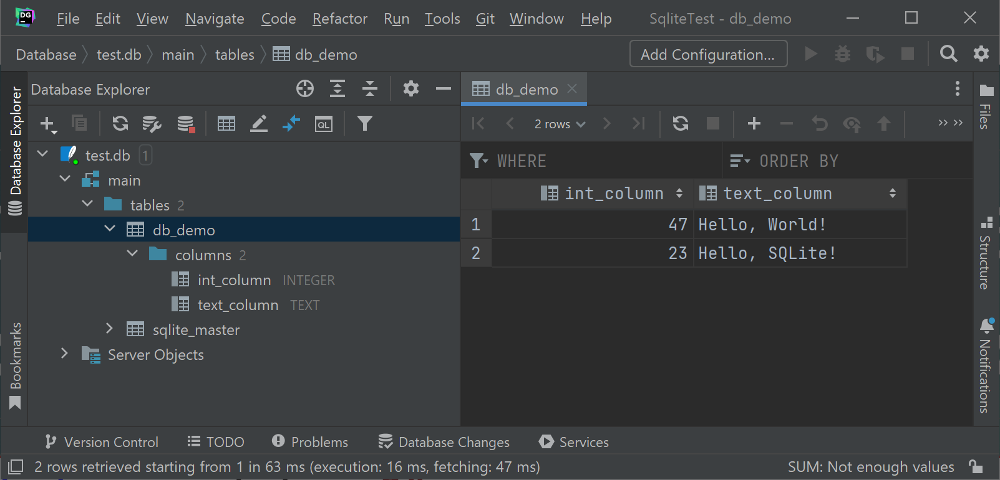 DG
File Edit View Navigate Code Refactor Run Tools Git Window Help SqliteTest - db_demo
Database test.db main tables db_demo Add Configuration...
Database Explorer
Database Explorer
Bookmarks
QL
test.db 1
main
tables 2
db_demo
columns 2
int_column INTEGER
text_column TEXT
sqlite_master
Server Objects
db_demo
2 rows
WHERE ORDER BY
int_column text_column
1 47 Hello, World!
2 23 Hello, SQLite!
Files
Structure
Notifications
Version Control TODO Problems Database Changes Services
2 rows retrieved starting from 1 in 63 ms (execution: 16 ms, fetching: 47 ms) SUM: Not enough values